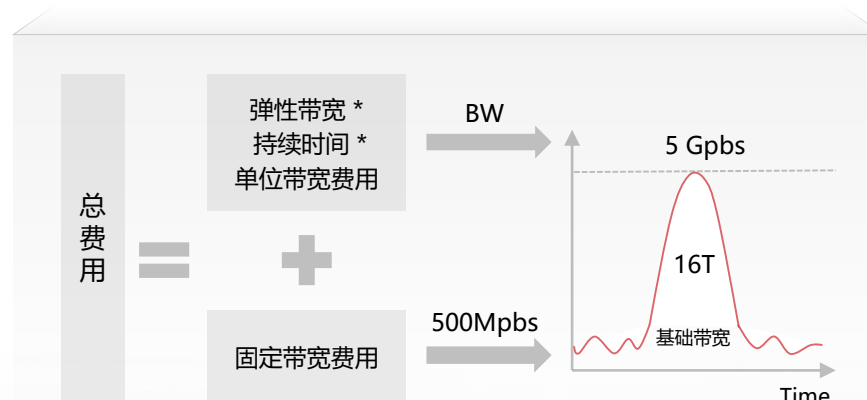 总费用
弹性带宽 *
持续时间 *
单位带宽费用
BW
5 Gpbs
16T
500Mpbs
固定带宽费用
基础带宽
Time